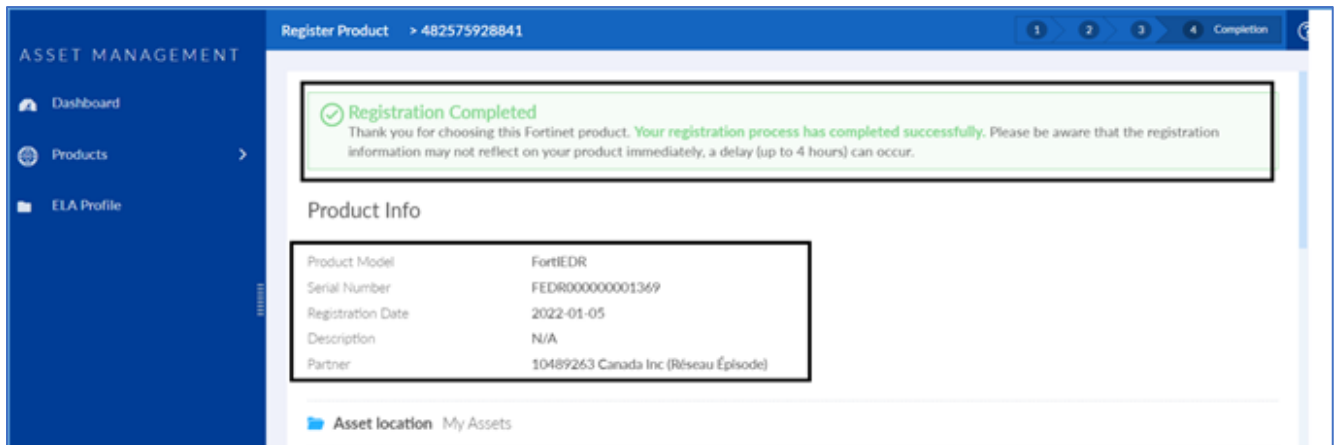 Register Product > 482575928841
1 2 3 4 Completion
ASSET MANAGEMENT
Dashboard
Products
ELA Profile
Registration Completed
Thank you for choosing this Fortinet product. Your registration process has completed successfully. Please be aware that the registration
information may not reflect on your product immediately, a delay (up to 4 hours) can occur.
Product Info
Product Model FortiEDR
Serial Number FEDR000000001369
Registration Date 2022-01-05
Description N/A
Partner 10489263 Canada Inc (Réseau Épisode)
Asset location My Assets